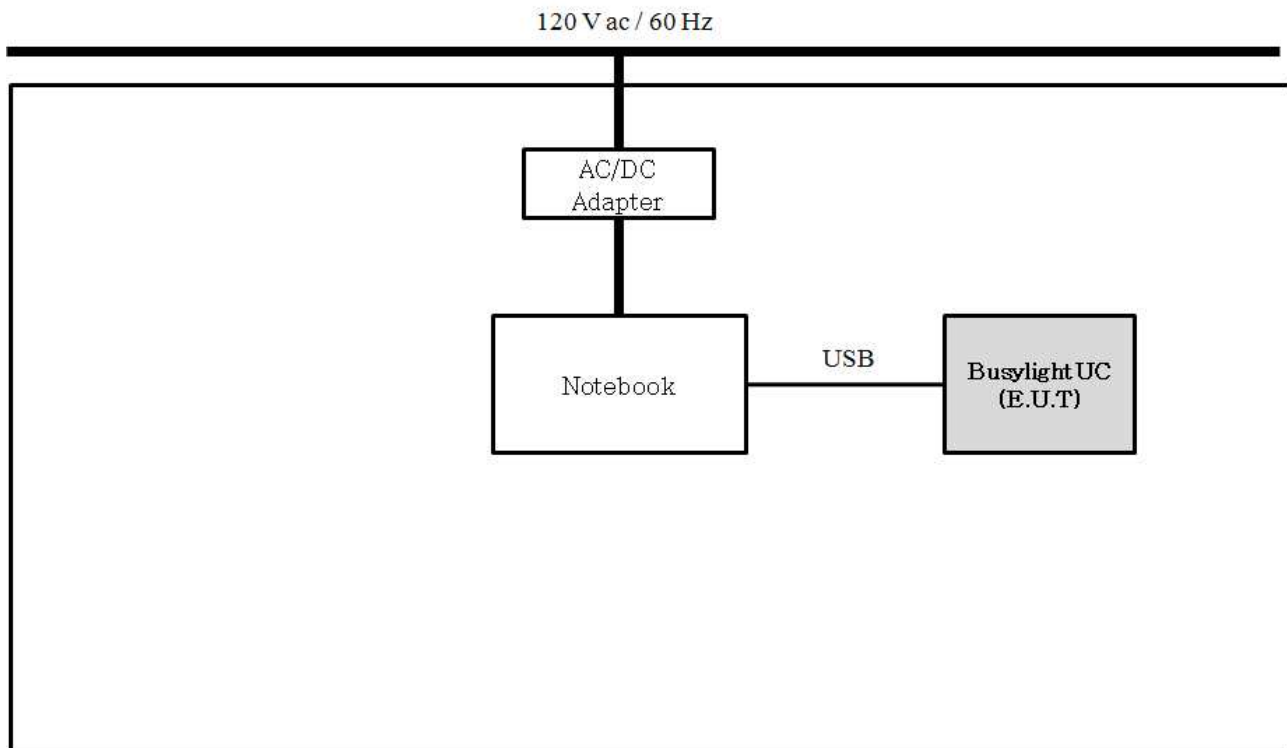 120 V ac / 60 Hz
AC/DC
Adapter
Notebook
USB
Busylight UC
(E.U.T)